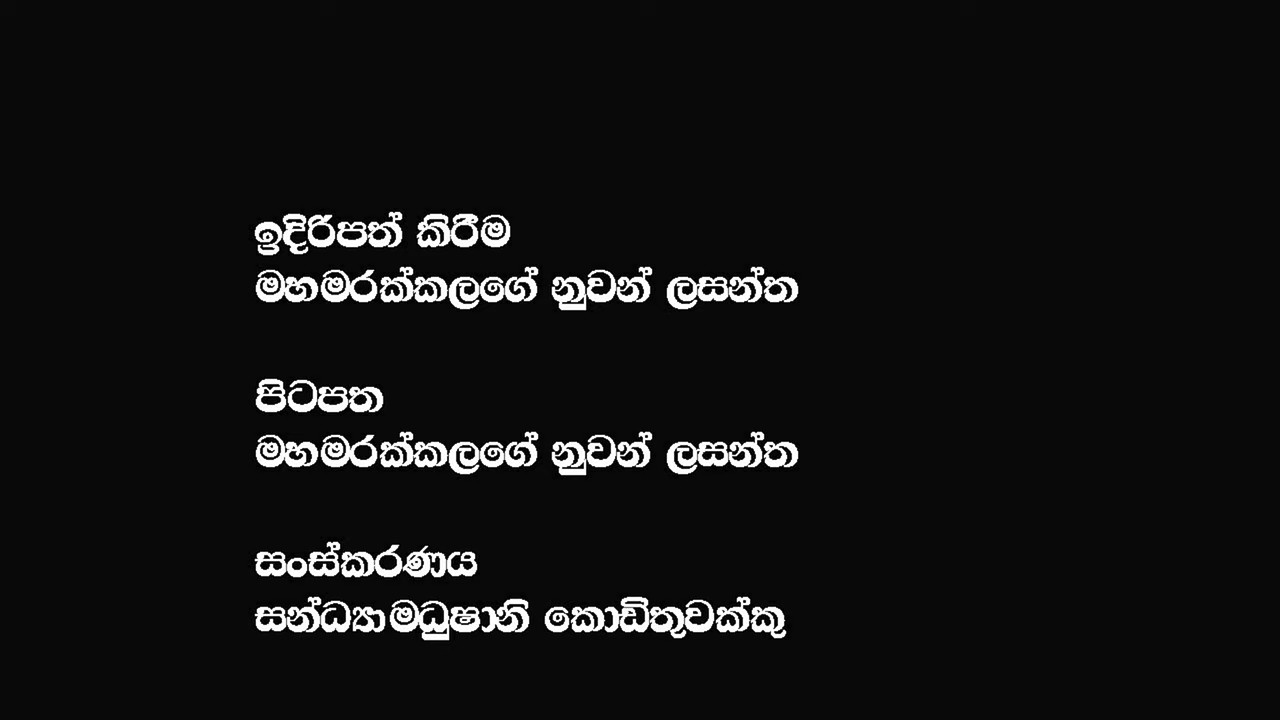 ඉදිරිපත් කිරීම
මහමරක්කලගේ නුවන් ලසන්ත
පිටපත
මහමරක්කලගේ නුවන් ලසන්ත
සංස්කරණය
සන්ධ්‍යාමධුෂානි කොඩිතුවක්කු